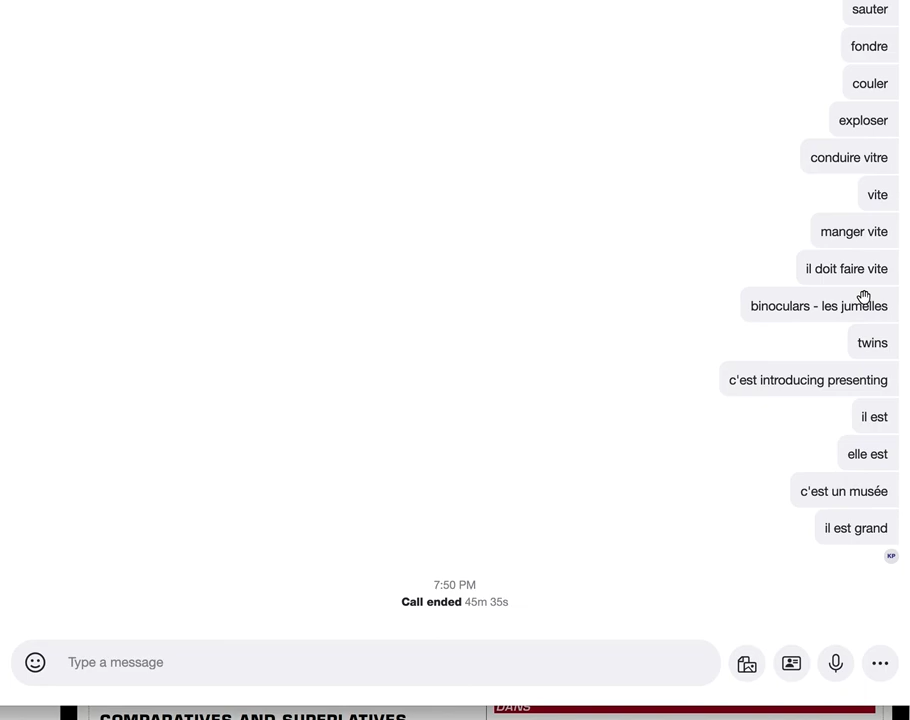 sauter
fondre
couler
exploser
conduire vitre
vite
manger vite
il doit faire vite
binoculars - les jumelles
twins
c'est introducing presenting
il est
elle est
c'est un musée
il est grand
KP
7:50 PM
Call ended 45m 35s
Type a message
COMPARATIVES AND SUPERLATIVES
DANS